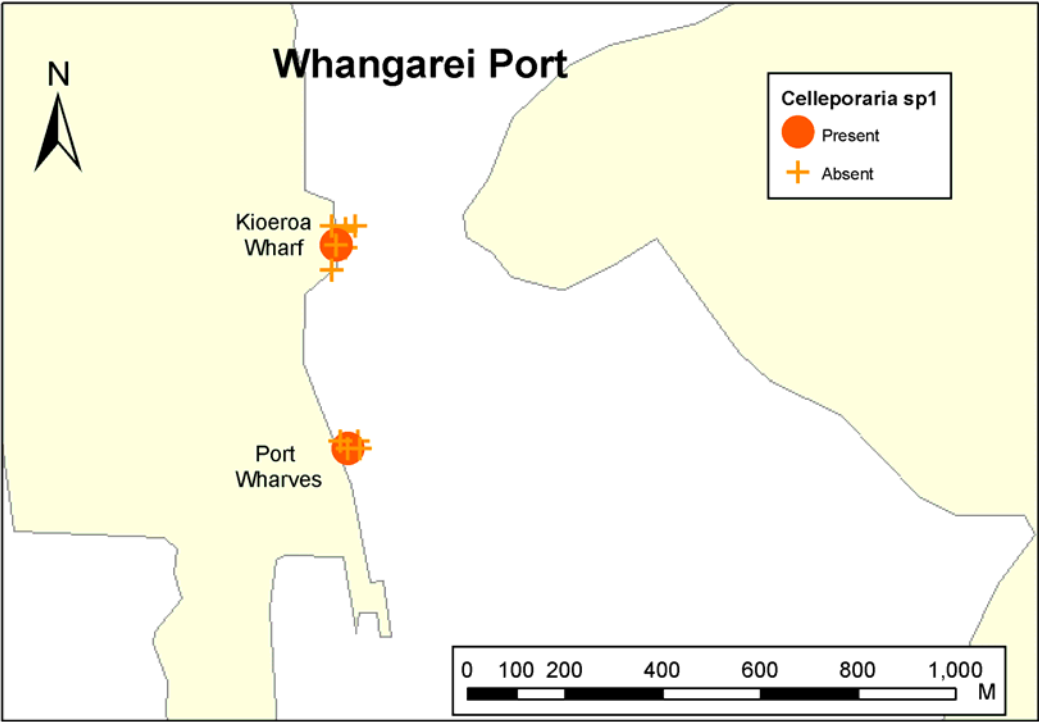 Whangarei Port
N
Celleporaria sp1
Present
Absent
Kioeroa
Wharf
Port
Wharves
0 100 200 400 600 800 1,000
M